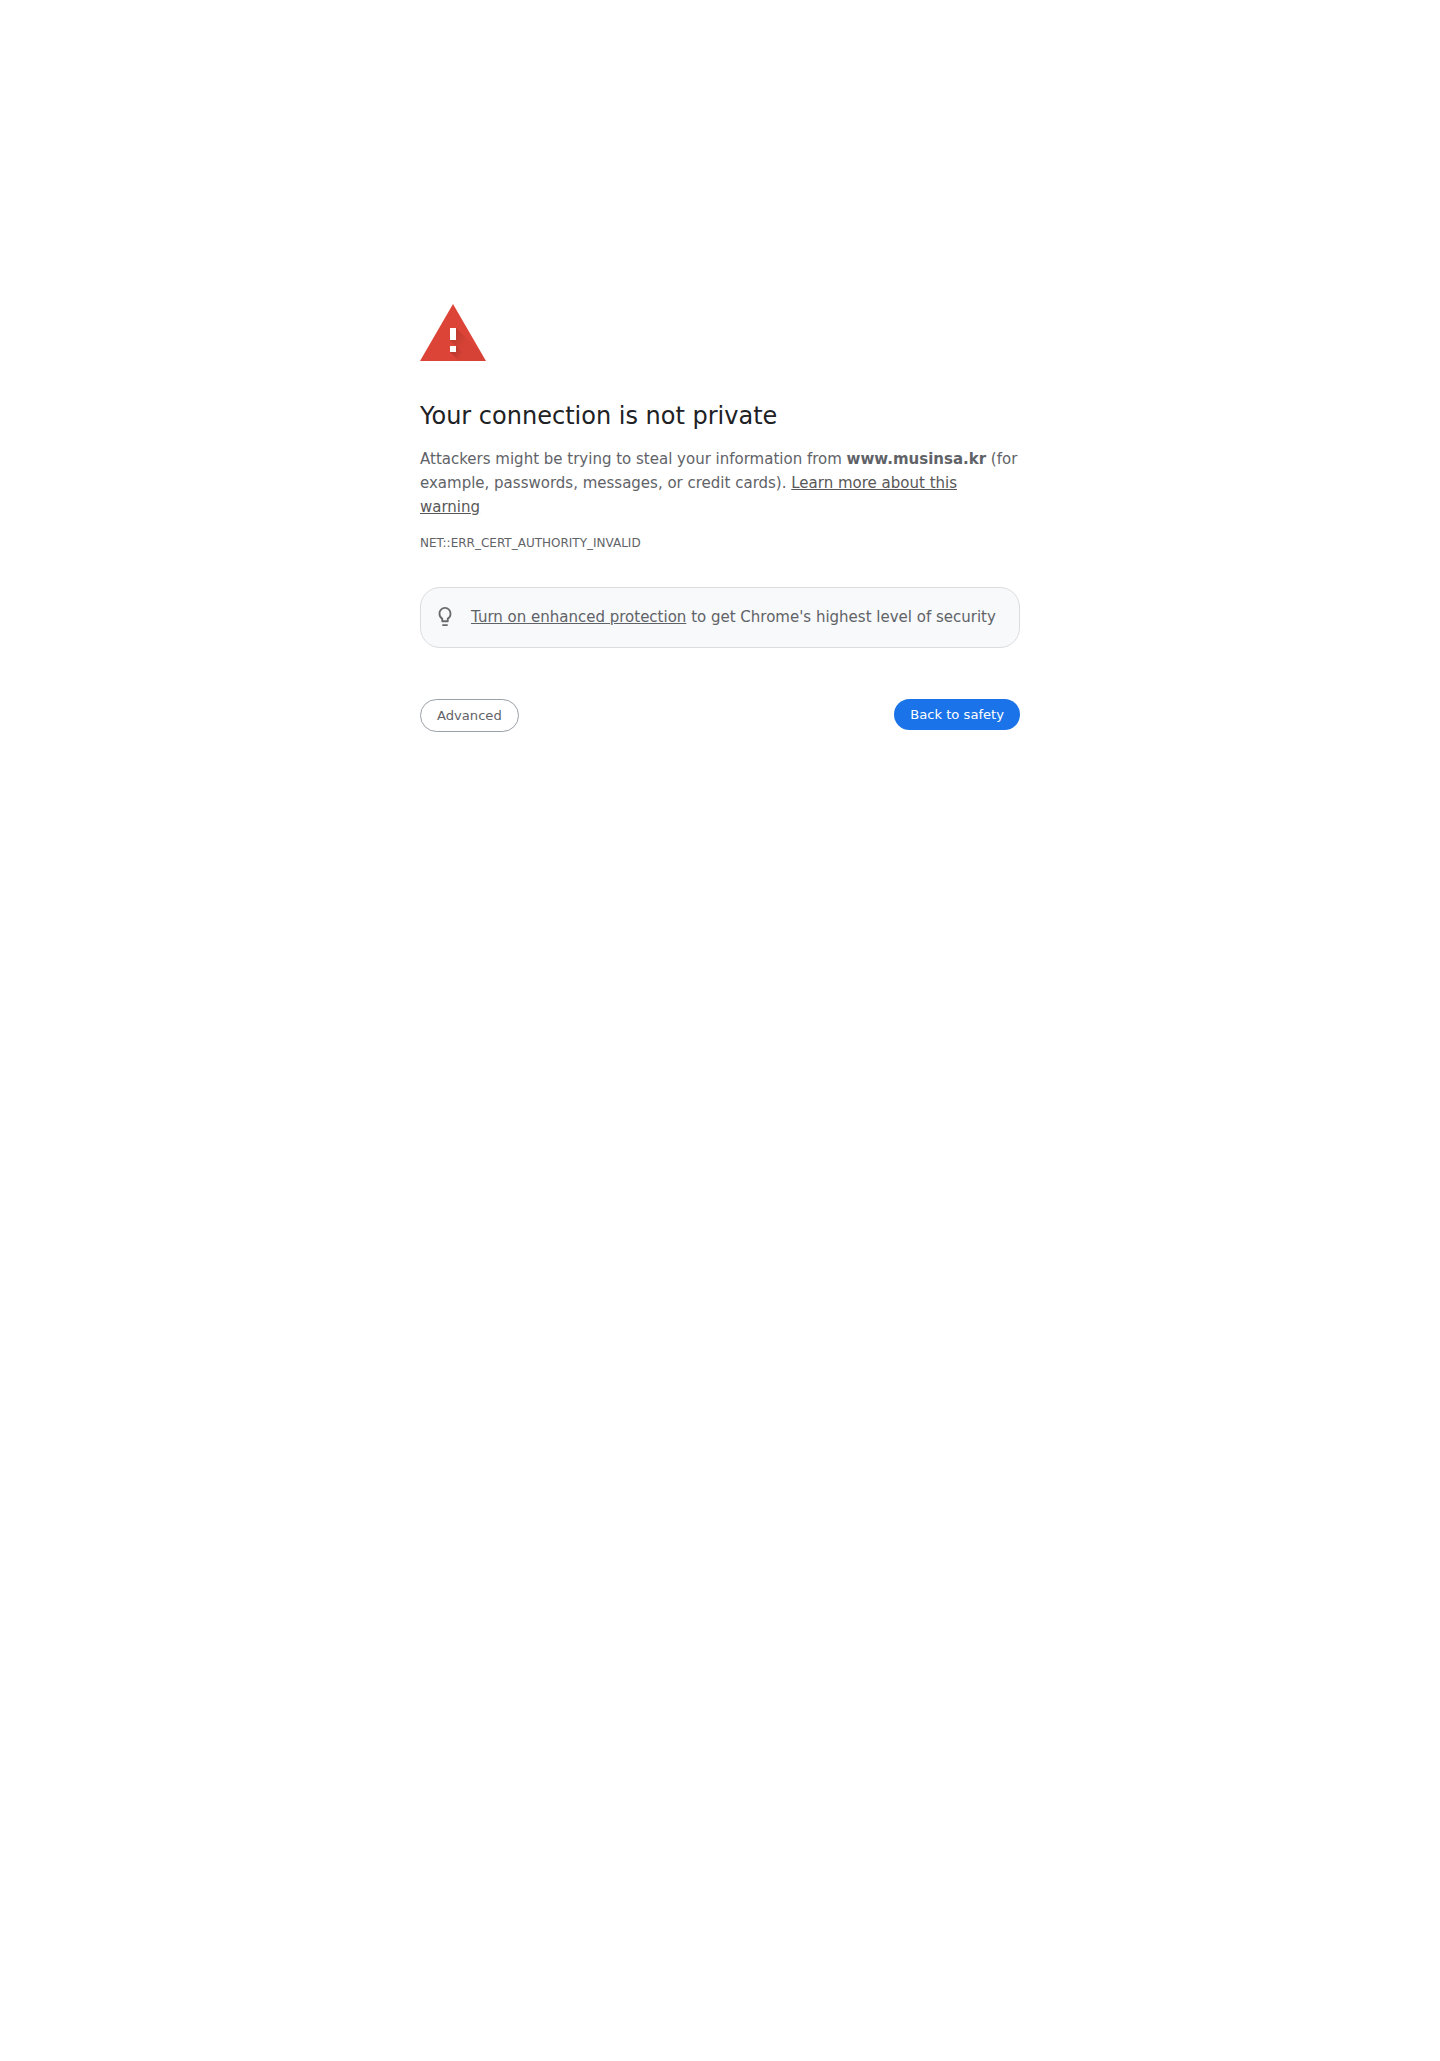 Your connection is not private
Attackers might be trying to steal your information from www.musinsa.kr (for
example, passwords, messages, or credit cards). Learn more about this
warning
NET::ERR_CERT_AUTHORITY_INVALID
Turn on enhanced protection to get Chrome's highest level of security
Advanced
Back to safety